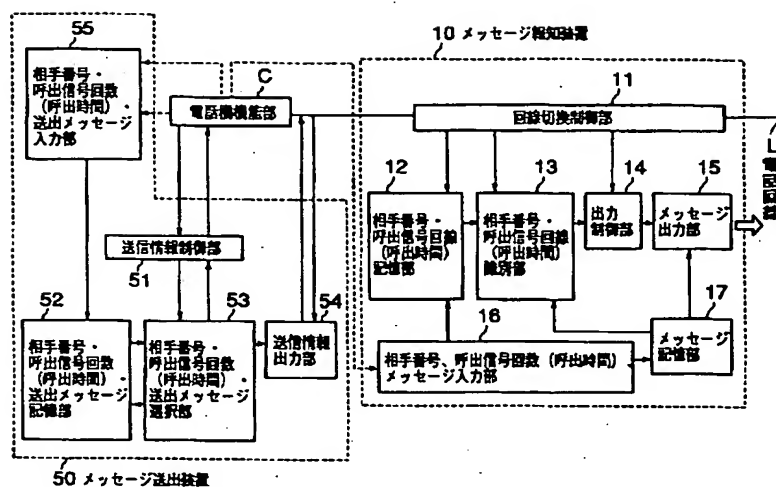 55
相手番号・
呼出信号回数
(呼出時間)・
送出メッセージ
入力部
C
電話機機能部
10 メッセージ報知装置
11
回線切換制御部
L
電話回線
12
相手番号・
呼出信号回線
(呼出時間)
記憶部
13
相手番号・
呼出信号回線
(呼出時間)
識別部
14
出力
制御部
15
メッセージ
出力部
送信情報制御部
51
52
相手番号・
呼出信号回数
(呼出時間)・
送出メッセージ
記憶部
53
相手番号・
呼出信号回数
(呼出時間)・
送出メッセージ
選択部
54
送信情報
出力部
16
相手番号、呼出信号回数(呼出時間)
メッセージ入力部
17
メッセージ
記憶部
50 メッセージ送出装置